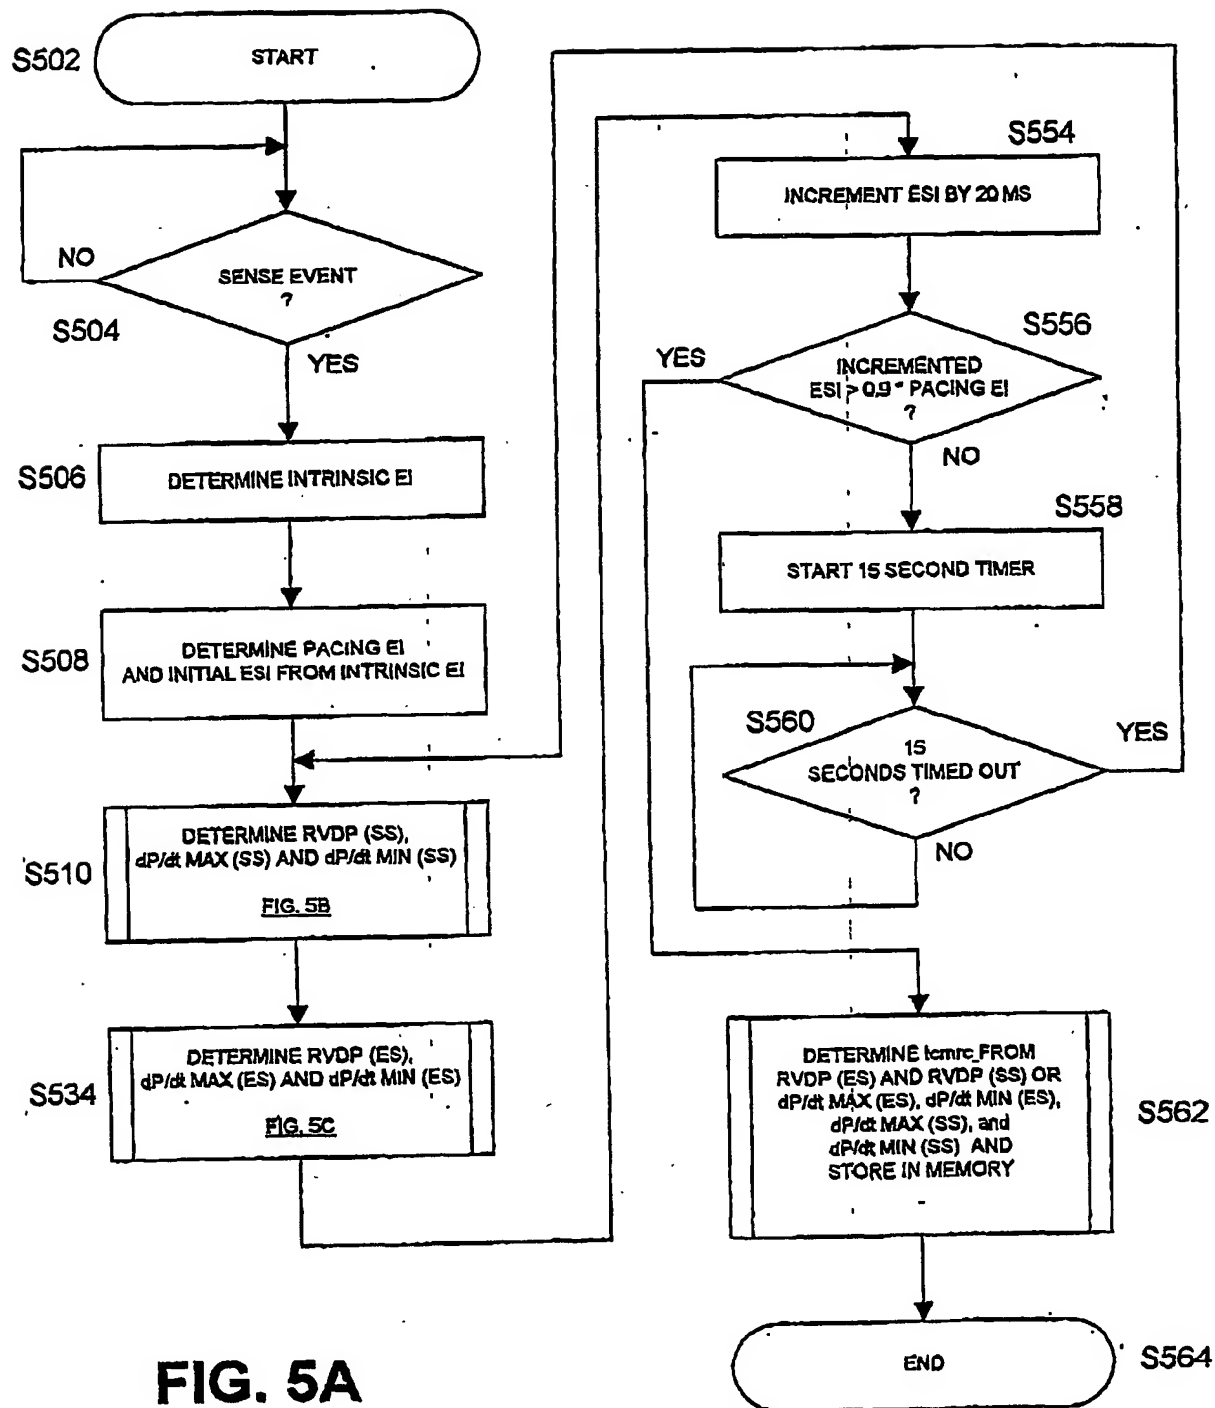 S502
START
NO
SENSE EVENT
?
S504
YES
S506
DETERMINE INTRINSIC EI
S508
DETERMINE PACING EI
AND INITIAL ESI FROM INTRINSIC EI
S510
DETERMINE RVDP (SS),
dP/dt MAX (SS) AND dP/dt MIN (SS)
FIG. 5B
S534
DETERMINE RVDP (ES),
dP/dt MAX (ES) AND dP/dt MIN (ES)
FIG. 5C
S554
INCREMENT ESI BY 20 MS
S556
YES
INCREMENTED
ESI > 0.9 * PACING EI
?
NO
S558
START 15 SECOND TIMER
S560
YES
15
SECONDS TIMED OUT
?
NO
DETERMINE tcmrc_FROM
RVDP (ES) AND RVDP (SS) OR
dP/dt MAX (ES), dP/dt MIN (ES),
dP/dt MAX (SS), and
dP/dt MIN (SS) AND
STORE IN MEMORY
S562
END
S564
FIG. 5A